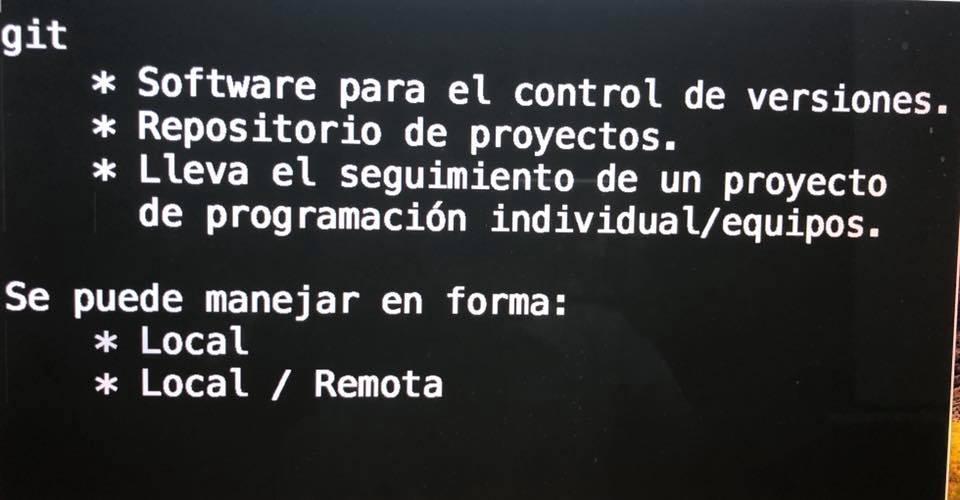 git
* Software para el control de versiones.
* Repositorio de proyectos.
* Lleva el seguimiento de un proyecto
de programación individual/equipos.
Se puede manejar en forma:
* Local
* Local / Remota